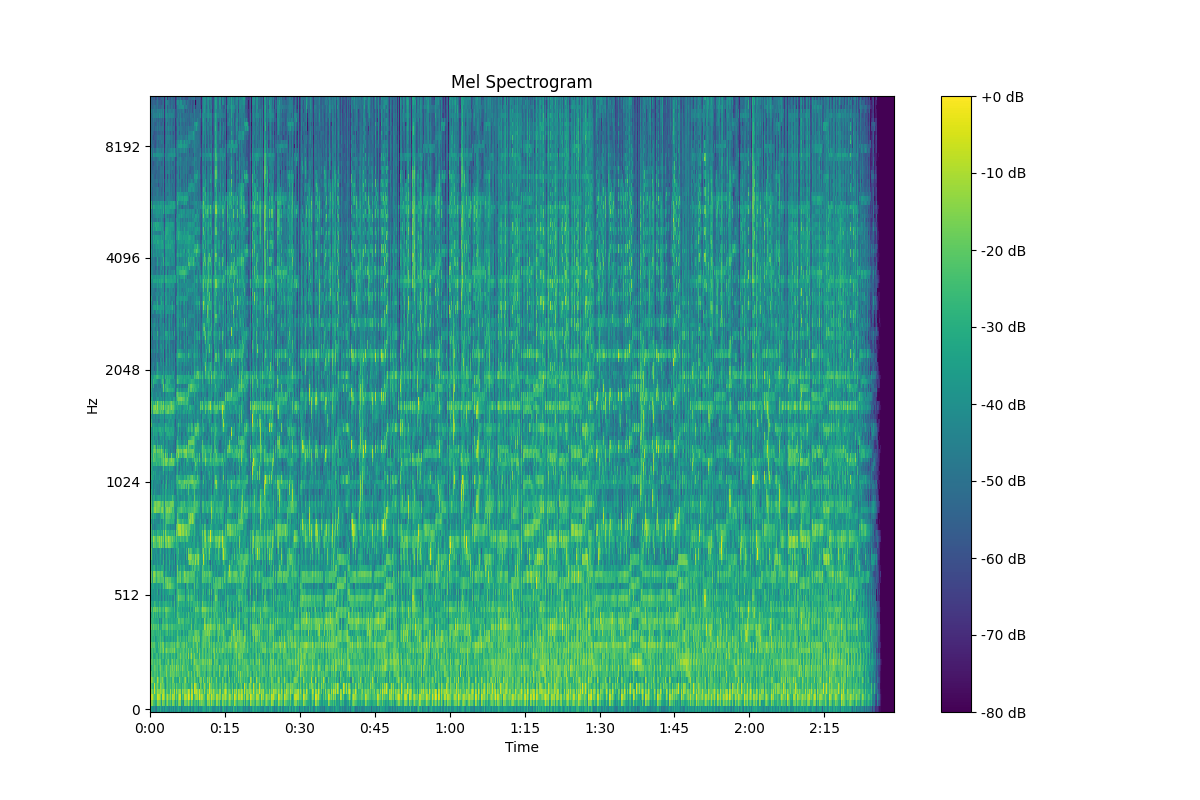 Mel Spectrogram
8192
4096
2048
1024
512
0
Hz
0:00 0:15 0:30 0:45 1:00 1:15 1:30 1:45 2:00 2:15
Time
+0 dB
-10 dB
-20 dB
-30 dB
-40 dB
-50 dB
-60 dB
-70 dB
-80 dB